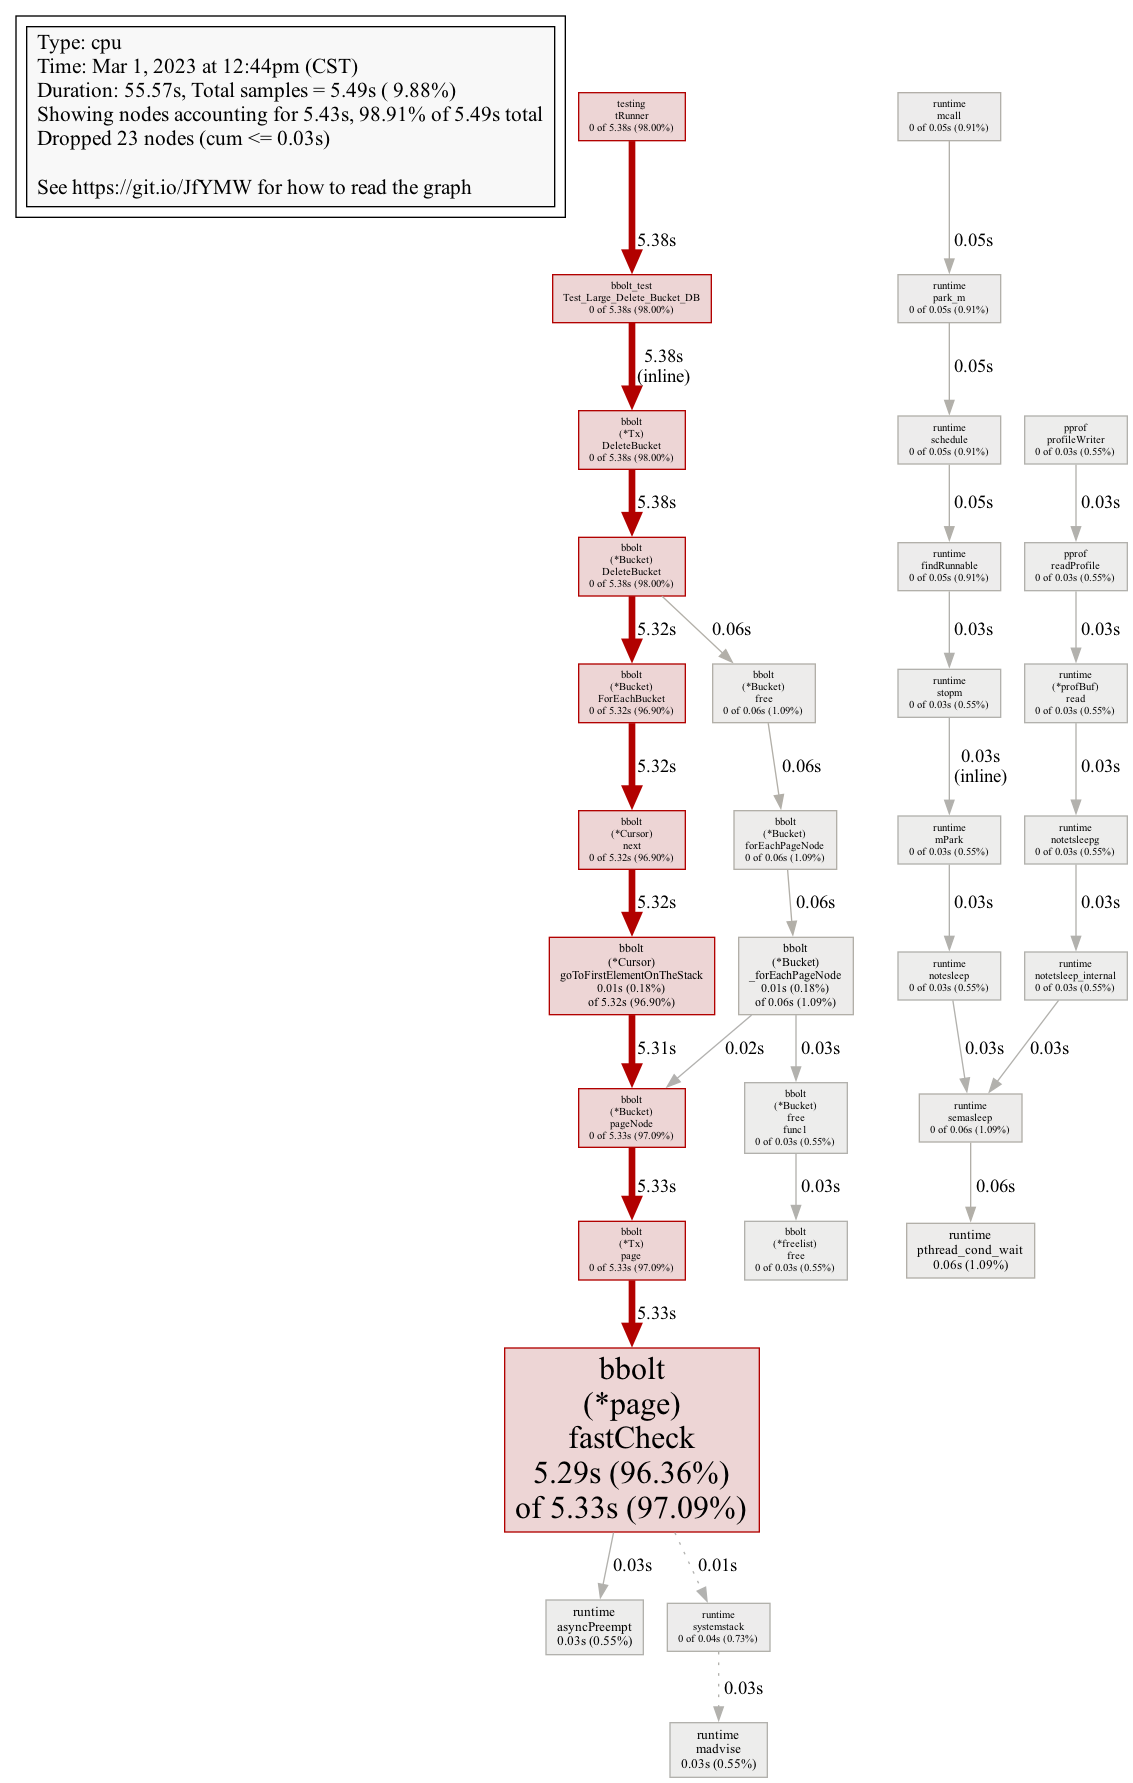 Type: cpu
Time: Mar 1, 2023 at 12:44pm (CST)
Duration: 55.57s, Total samples = 5.49s ( 9.88%)
Showing nodes accounting for 5.43s, 98.91% of 5.49s total
Dropped 23 nodes (cum <= 0.03s)
See https://git.io/JfYMW for how to read the graph
testing
tRunner
0 of 5.38s (98.00%)
5.38s
bbolt_test
Test_Large_Delete_Bucket_DB
0 of 5.38s (98.00%)
5.38s
(inline)
bbolt
(*Tx)
DeleteBucket
0 of 5.38s (98.00%)
5.38s
bbolt
(*Bucket)
DeleteBucket
0 of 5.38s (98.00%)
5.32s
0.06s
bbolt
(*Bucket)
ForEachBucket
0 of 5.32s (96.90%)
5.32s
bbolt
(*Cursor)
next
0 of 5.32s (96.90%)
5.32s
bbolt
(*Cursor)
goToFirstElementOnTheStack
0.01s (0.18%)
of 5.32s (96.90%)
5.31s
bbolt
(*Bucket)
pageNode
0 of 5.33s (97.09%)
5.33s
bbolt
(*Tx)
page
0 of 5.33s (97.09%)
5.33s
bbolt
(*page)
fastCheck
5.29s (96.36%)
of 5.33s (97.09%)
0.03s
0.01s
runtime
asyncPreempt
0.03s (0.55%)
runtime
systemstack
0 of 0.04s (0.73%)
0.03s
runtime
madvise
0.03s (0.55%)
bbolt
(*Bucket)
free
0 of 0.06s (1.09%)
0.06s
bbolt
(*Bucket)
forEachPageNode
0 of 0.06s (1.09%)
0.06s
bbolt
(*Bucket)
_forEachPageNode
0.01s (0.18%)
of 0.06s (1.09%)
0.02s
0.03s
bbolt
(*Bucket)
free
func1
0 of 0.03s (0.55%)
0.03s
bbolt
(*freelist)
free
0 of 0.03s (0.55%)
runtime
mcall
0 of 0.05s (0.91%)
0.05s
runtime
park_m
0 of 0.05s (0.91%)
0.05s
runtime
schedule
0 of 0.05s (0.91%)
0.05s
runtime
findRunnable
0 of 0.05s (0.91%)
0.03s
runtime
stopm
0 of 0.03s (0.55%)
0.03s
(inline)
runtime
mPark
0 of 0.03s (0.55%)
0.03s
runtime
notesleep
0 of 0.03s (0.55%)
0.03s
pprof
profileWriter
0 of 0.03s (0.55%)
0.03s
pprof
readProfile
0 of 0.03s (0.55%)
0.03s
runtime
(*profBuf)
read
0 of 0.03s (0.55%)
0.03s
runtime
notetsleepg
0 of 0.03s (0.55%)
0.03s
runtime
notetsleep_internal
0 of 0.03s (0.55%)
0.03s
runtime
semasleep
0 of 0.06s (1.09%)
0.06s
runtime
pthread_cond_wait
0.06s (1.09%)